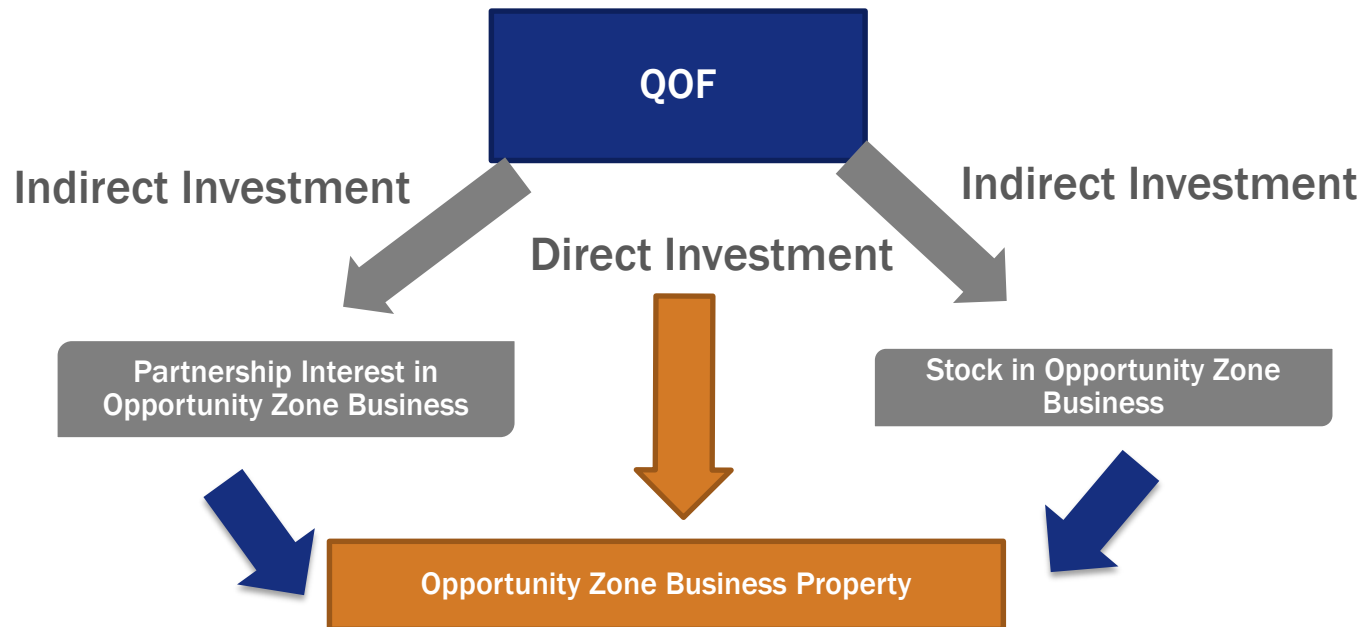 QOF
Indirect Investment
Indirect Investment
Direct Investment
Partnership Interest in
Opportunity Zone Business
Stock in Opportunity Zone
Business
Opportunity Zone Business Property